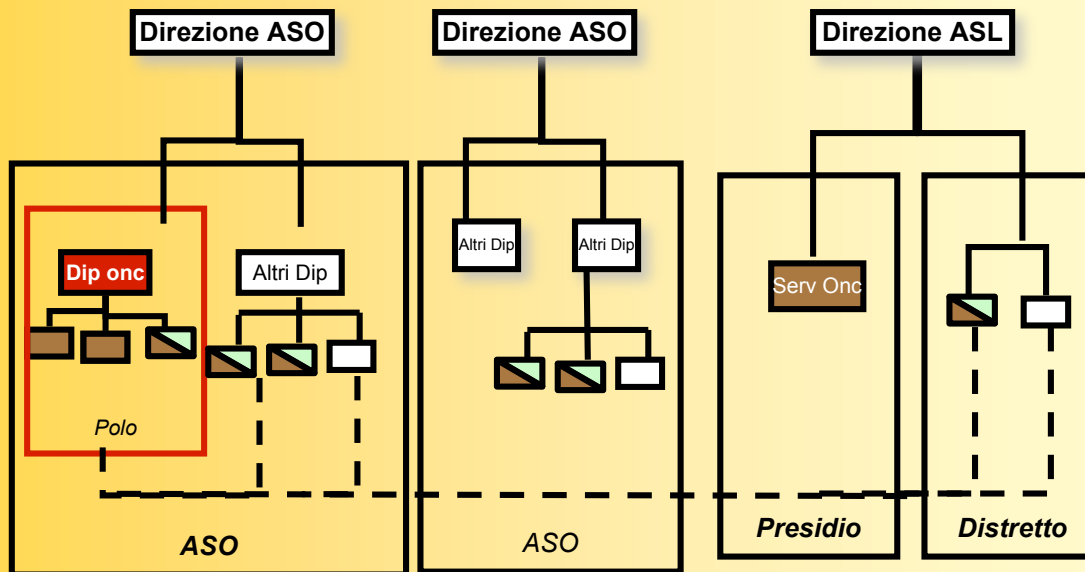 Direzione ASO
Direzione ASO
Direzione ASL
Dip onc
Altri Dip
Altri Dip
Altri Dip
Serv Onc
Polo
ASO
ASO
Presidio
Distretto